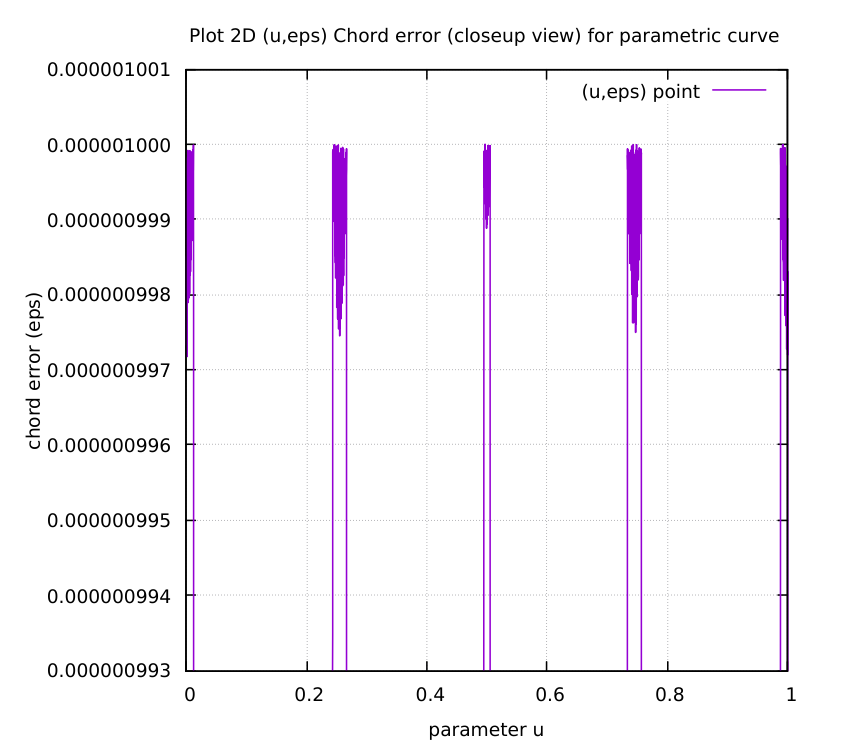 Plot 2D (u,eps) Chord error (closeup view) for parametric curve
0.000001001
(u,eps) point
0.000001000
0.000000999
0.000000998
0.000000997
0.000000996
0.000000995
0.000000994
0.000000993
chord error (eps)
0 0.2 0.4 0.6 0.8 1
parameter u